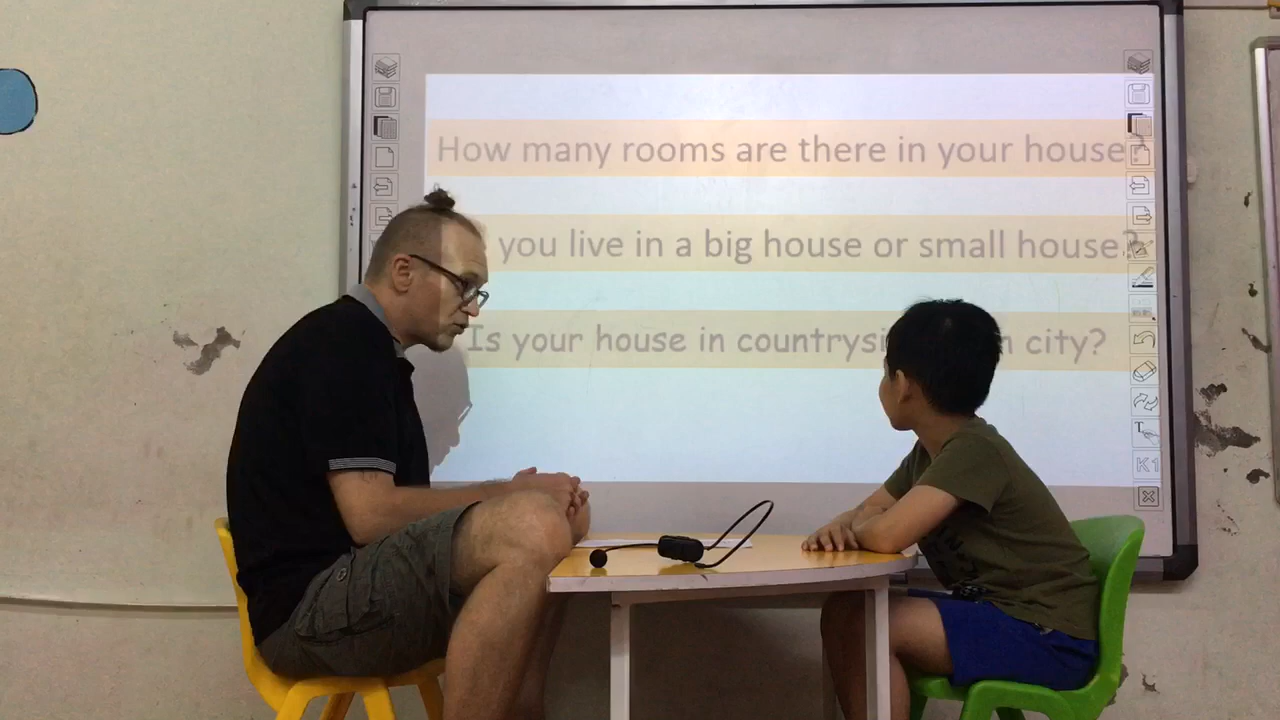 How many rooms are there in your house?
you live in a big house or small house?
Is your house in countrysi n city?
T
K1